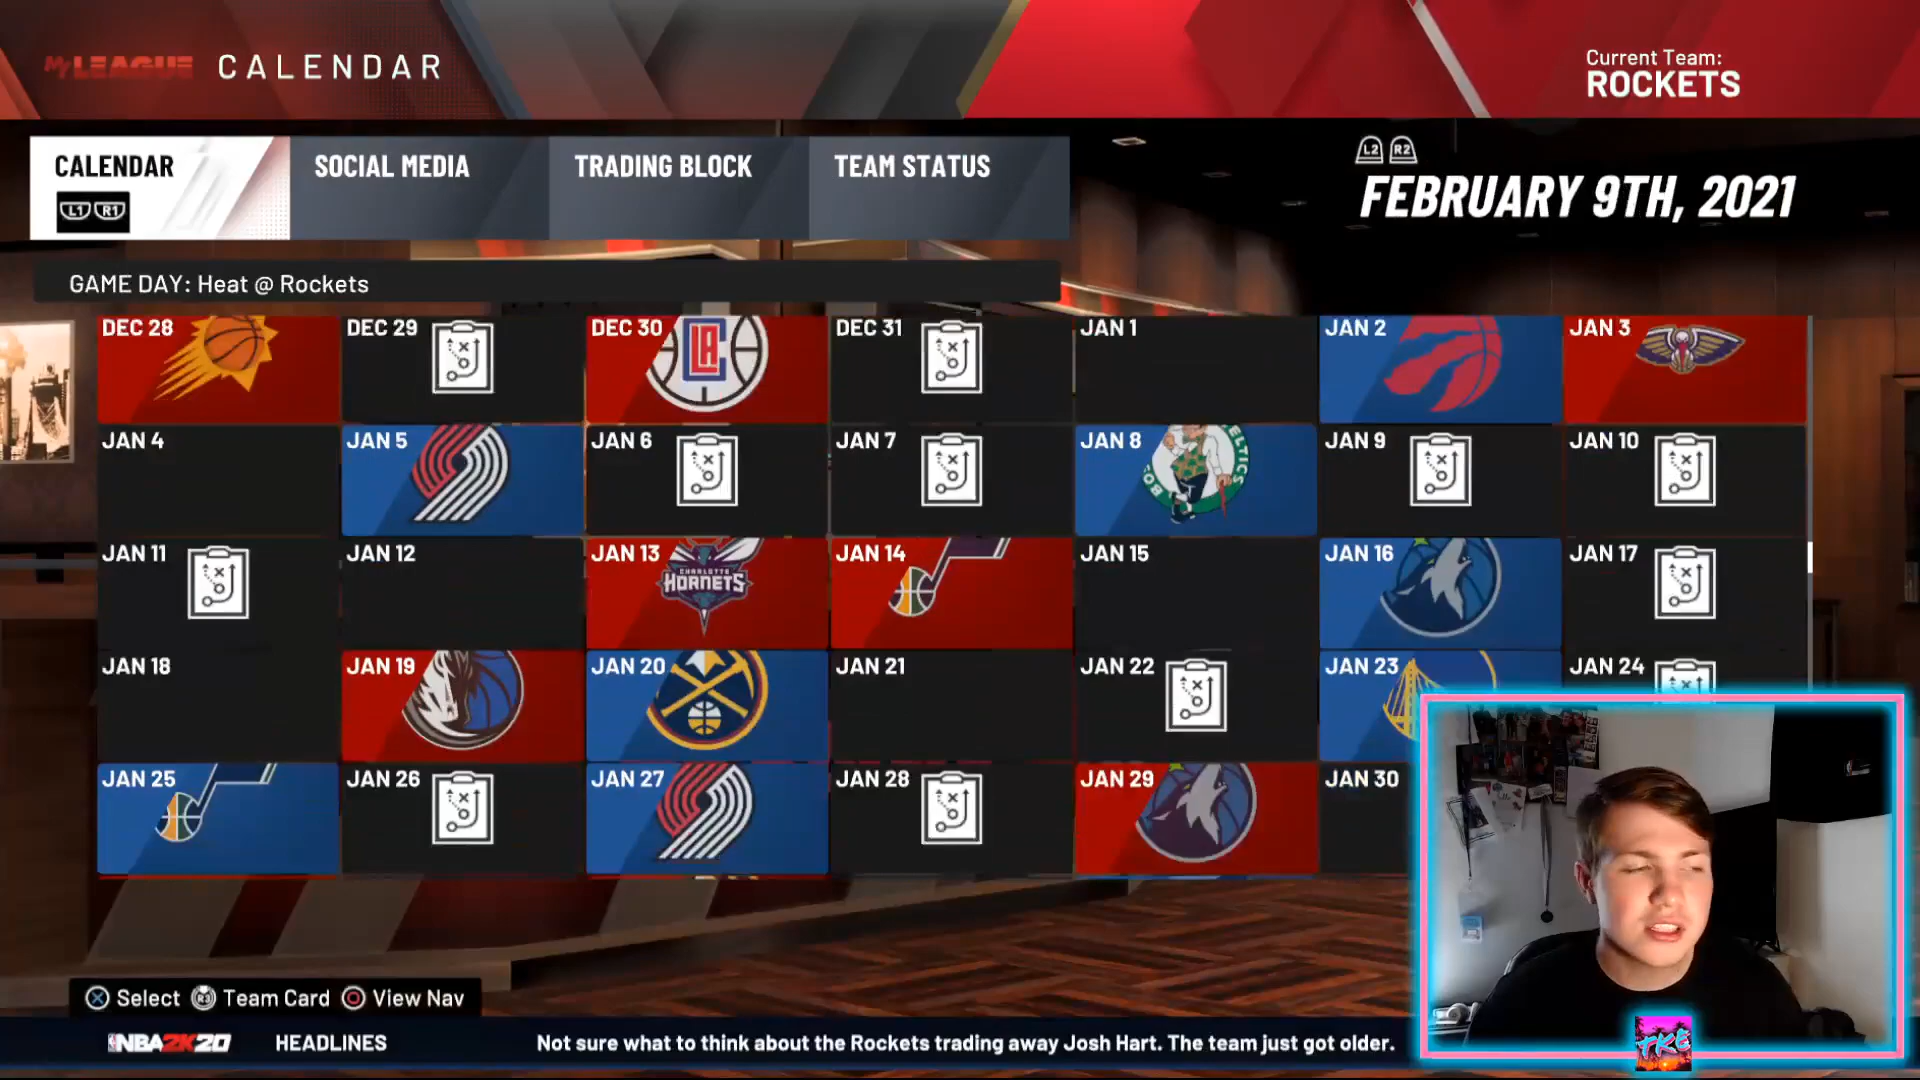 MyLEAGUE CALENDAR
Current Team:
ROCKETS
CALENDAR
L1 R1
SOCIAL MEDIA
TRADING BLOCK
TEAM STATUS
L2 R2
FEBRUARY 9TH, 2021
GAME DAY: Heat @ Rockets
DEC 28 DEC 29 DEC 30 DEC 31 JAN 1 JAN 2 JAN 3
JAN 4 JAN 5 JAN 6 JAN 7 JAN 8 JAN 9 JAN 10
JAN 11 JAN 12 JAN 13 JAN 14 JAN 15 JAN 16 JAN 17
CHARLOTTE
HORNETS
JAN 18 JAN 19 JAN 20 JAN 21 JAN 22 JAN 23 JAN 24
JAN 25 JAN 26 JAN 27 JAN 28 JAN 29 JAN 30
Select R3 Team Card View Nav
NBA 2K20 HEADLINES Not sure what to think about the Rockets trading away Josh Hart. The team just got older.
TKE